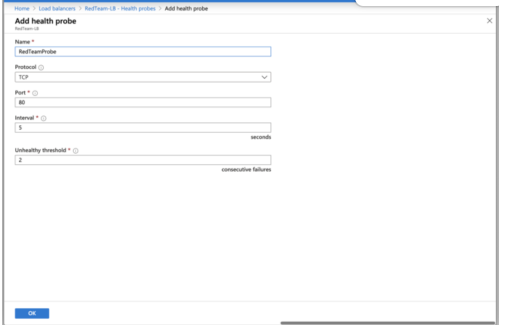 Home > Load balancers > RedTeam-LB - Health probes > Add health probe
Add health probe
RedTeam-LB
Name *
RedTeamProbe
Protocol
TCP
Port *
80
Interval *
5
seconds
Unhealthy threshold *
2
consecutive failures
OK